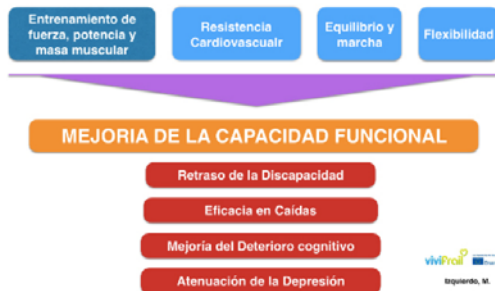 Entrenamiento de
fuerza, potencia y
masa muscular
Resistencia
Cardiovascualr
Equilibrio y
marcha
Flexibilidad
MEJORIA DE LA CAPACIDAD FUNCIONAL
Retraso de la Discapacidad
Eficacia en Caídas
Mejoría del Deterioro cognitivo
Atenuación de la Depresión
vivifrail
Izquierdo, M.